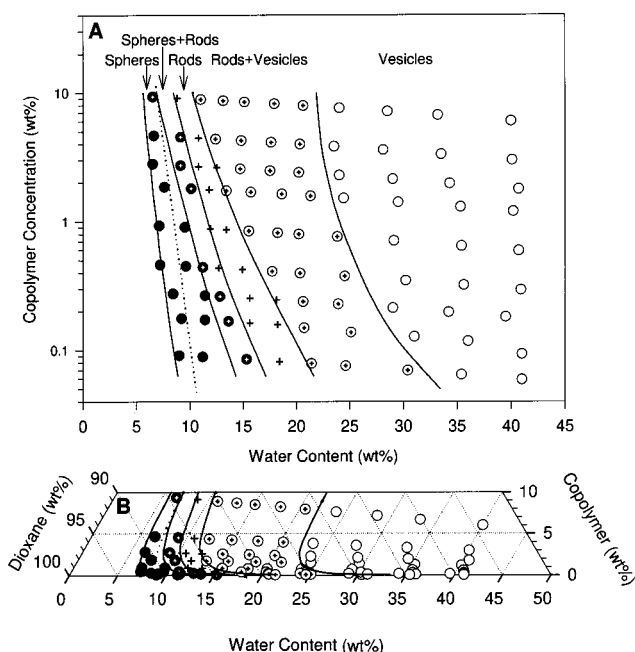 A
Spheres+Rods
Spheres Rods Rods+Vesicles Vesicles
Copolymer Concentration (wt%)
10
1
0.1
0 5 10 15 20 25 30 35 40 45
Water Content (wt%)
B
Dioxane (wt%)
90
95
100
Copolymer (wt%)
10
5
0
0 5 10 15 20 25 30 35 40 45 50
Water Content (wt%)